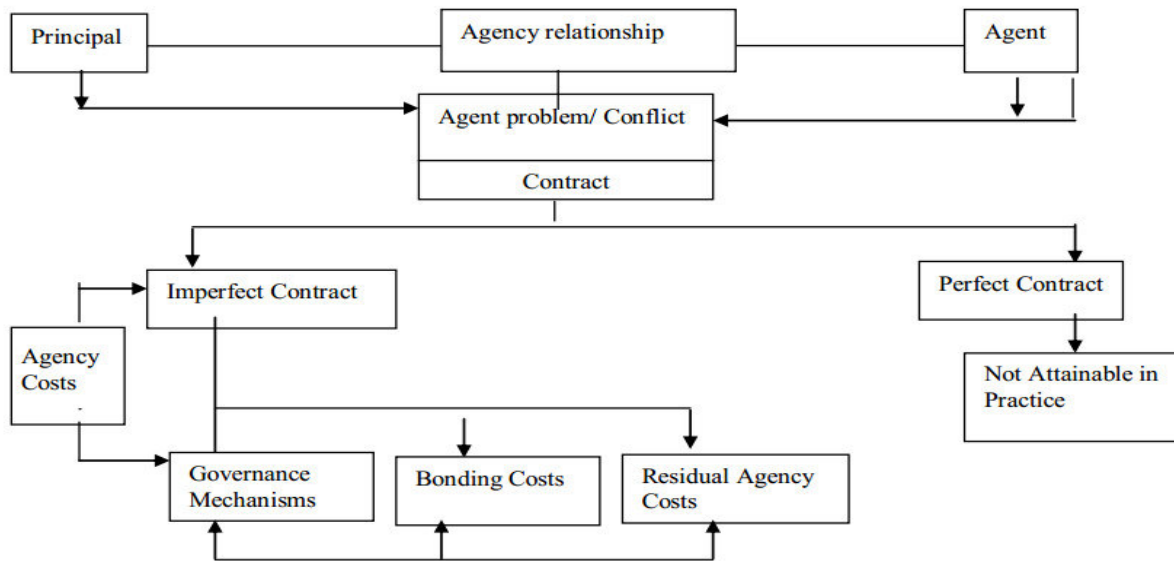 Principal
Agency relationship
Agent
Agent problem/ Conflict
Contract
Imperfect Contract
Perfect Contract
Agency
Costs
Not Attainable in
Practice
Governance
Mechanisms
Bonding Costs
Residual Agency
Costs